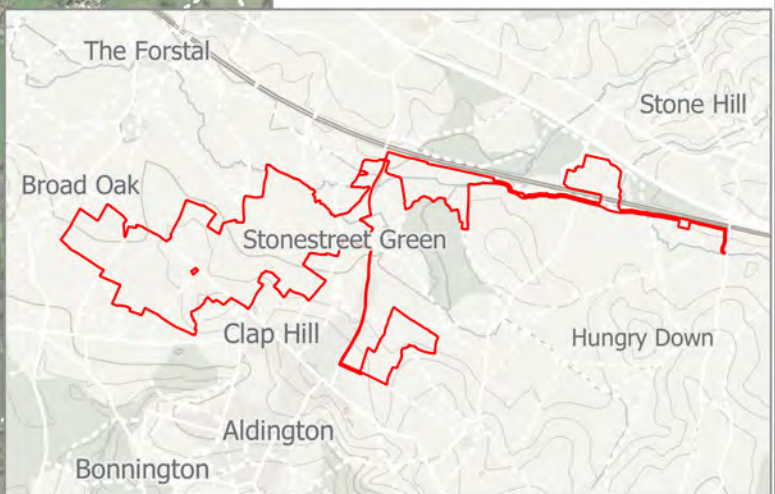 The Forstal
Stone Hill
Broad Oak
Stonestreet Green
Clap Hill
Hungry Down
Aldington
Bonnington